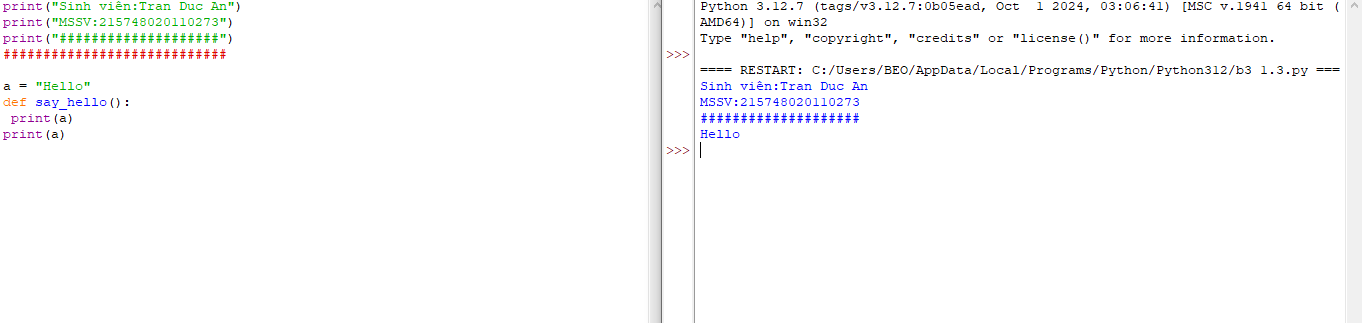 print("Sinh viên:Tran Duc An")
print("MSSV:215748020110273")
print("####################")
############################
a = "Hello"
def say_hello():
 print(a)
print(a)
Python 3.12.7 (tags/v3.12.7:0b05ead, Oct  1 2024, 03:06:41) [MSC v.1941 64 bit (
AMD64)] on win32
Type "help", "copyright", "credits" or "license()" for more information.
>>>
==== RESTART: C:/Users/BEO/AppData/Local/Programs/Python/Python312/b3 1.3.py ===
Sinh viên:Tran Duc An
MSSV:215748020110273
####################
Hello
>>>